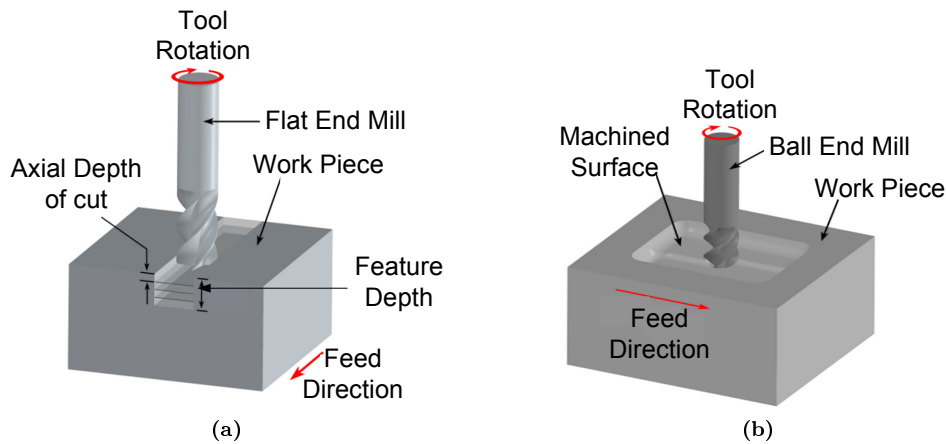 Tool
Rotation
Flat End Mill
Axial Depth
of cut
Work Piece
Feature
Depth
Feed
Direction
(a)
Tool
Rotation
Machined
Surface
Ball End Mill
Work Piece
Feed
Direction
(b)